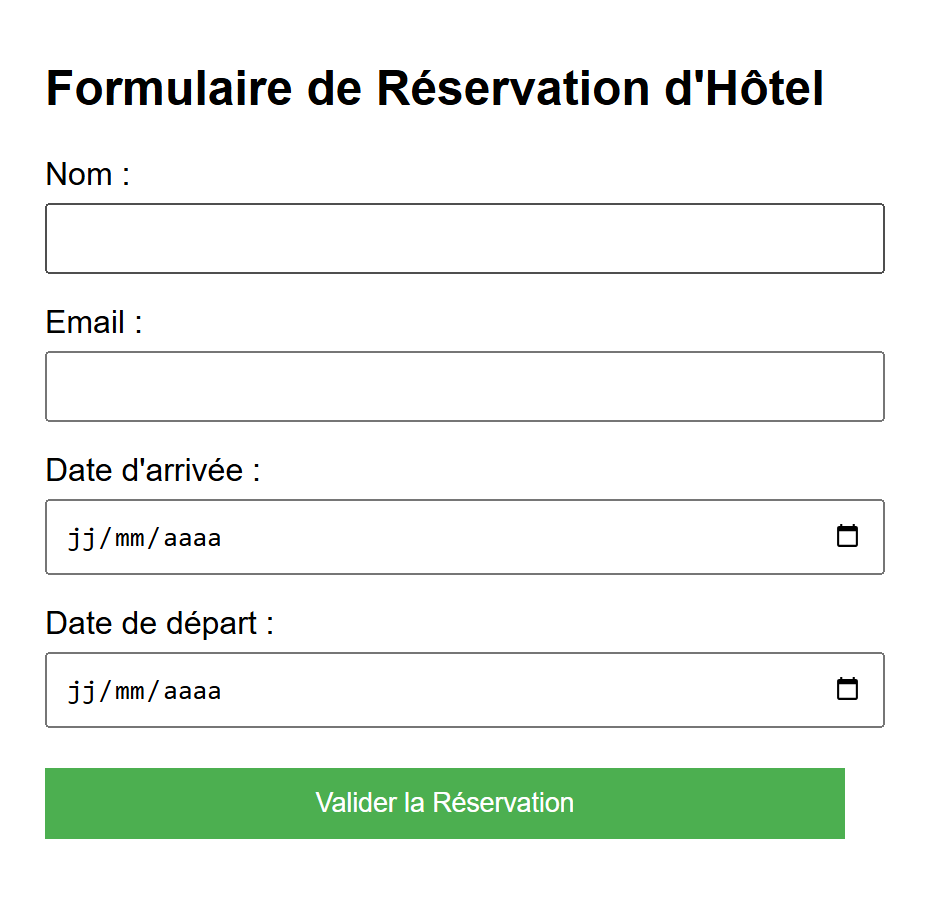 Formulaire de Réservation d'Hôtel
Nom :
Email :
Date d'arrivée :
jj/mm/aaaa
Date de départ :
jj/mm/aaaa
Valider la Réservation